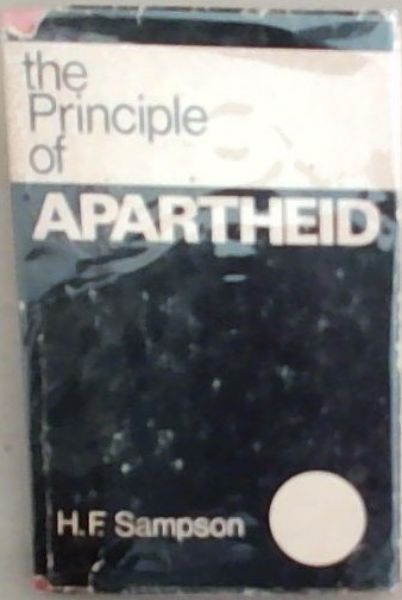 the
Principle
of
APARTHEID
H.F. Sampson